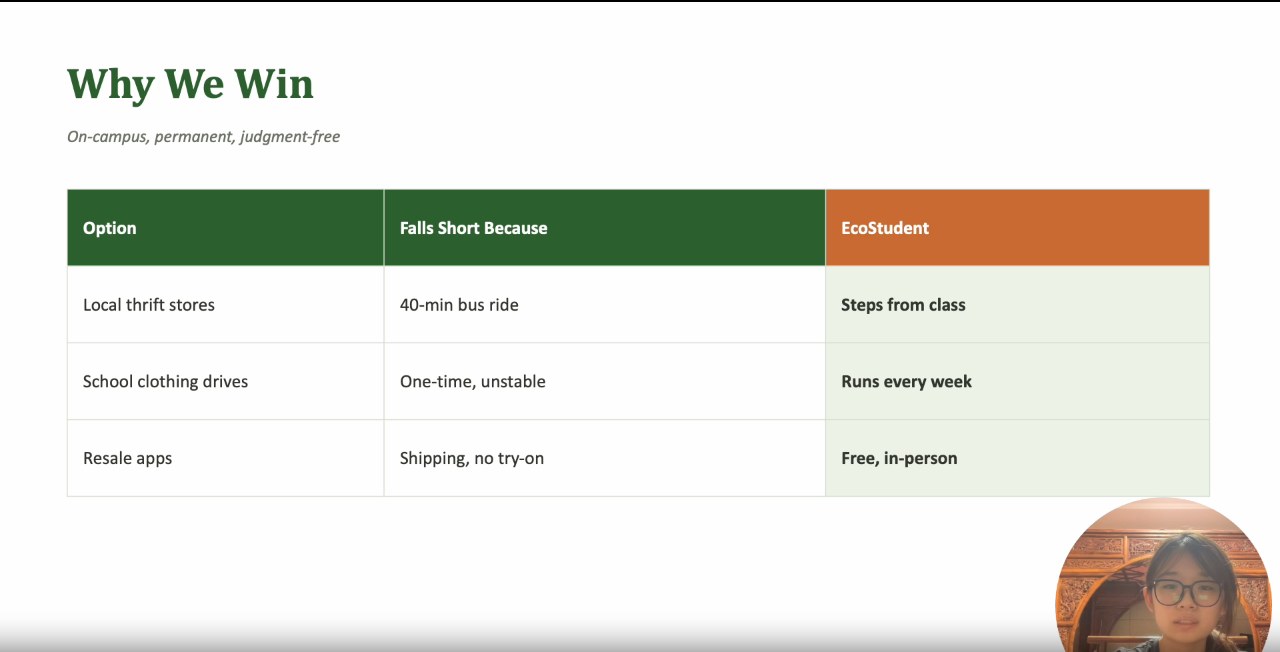 Why We Win
On-campus, permanent, judgment-free
Option
Falls Short Because
EcoStudent
Local thrift stores
40-min bus ride
Steps from class
School clothing drives
One-time, unstable
Runs every week
Resale apps
Shipping, no try-on
Free, in-person